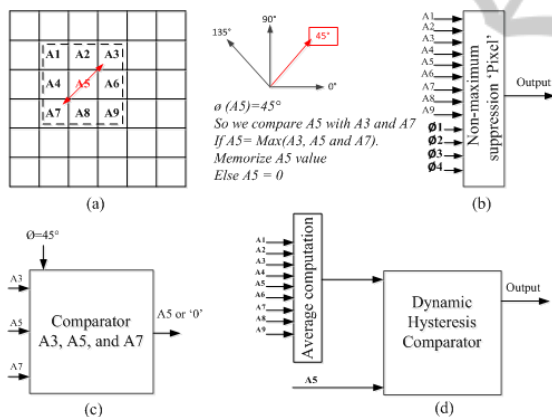 A1 A2 A3
A4 A5 A6
A7 A8 A9
(a)
135°
90°
45°
0°
ø (A5)=45°
So we compare A5 with A3 and A7
If A5= Max(A3, A5 and A7).
Memorize A5 value
Else A5 = 0
A1
A2
A3
A4
A5
A6
A7
A8
A9
Ø1
Ø2
Ø3
Ø4
Non-maximum
suppression 'Pixel'
Output
(b)
Ø=45°
A3
A5
A7
Comparator
A3, A5, and A7
A5 or '0'
(c)
A1
A2
A3
A4
A5
A6
A7
A8
A9
Average computation
A5
Dynamic
Hysteresis
Comparator
Output
(d)